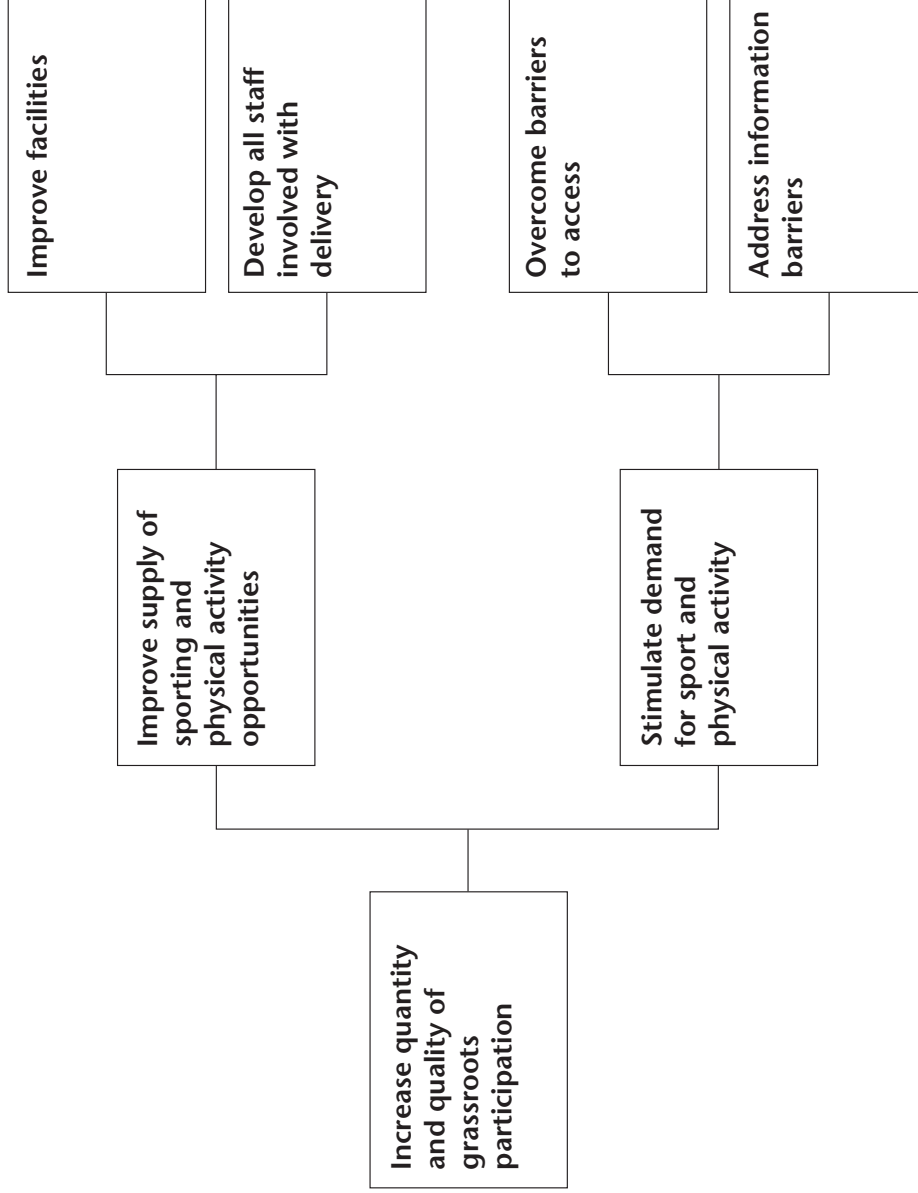 Increase quantity
and quality of
grassroots
participation
Improve supply of
sporting and
physical activity
opportunities
Improve facilities
Develop all staff
involved with
delivery
Stimulate demand
for sport and
physical activity
Overcome barriers
to access
Address information
barriers